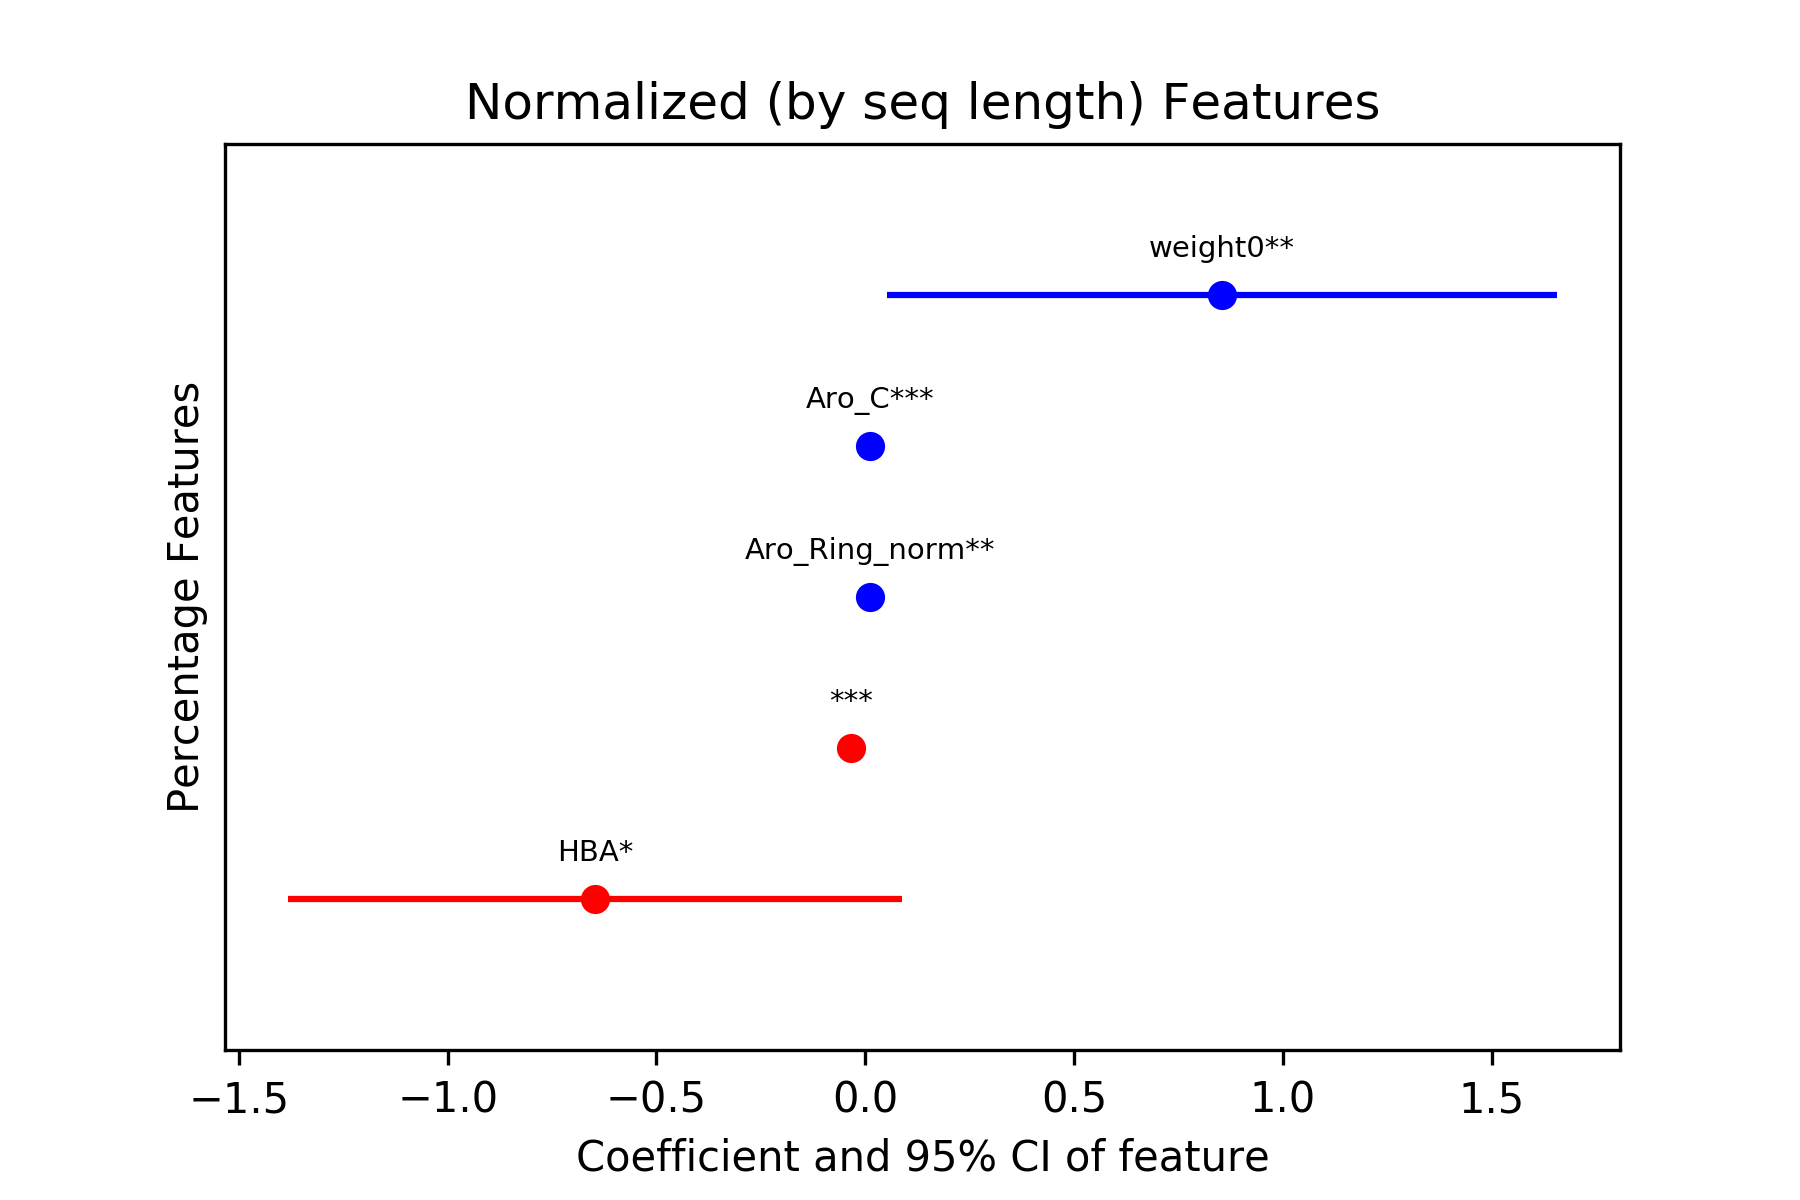 Normalized (by seq length) Features
weight0**
Aro_C***
Aro_Ring_norm**
***
HBA*
Percentage Features
−1.5 −1.0 −0.5 0.0 0.5 1.0 1.5
Coefficient and 95% CI of feature